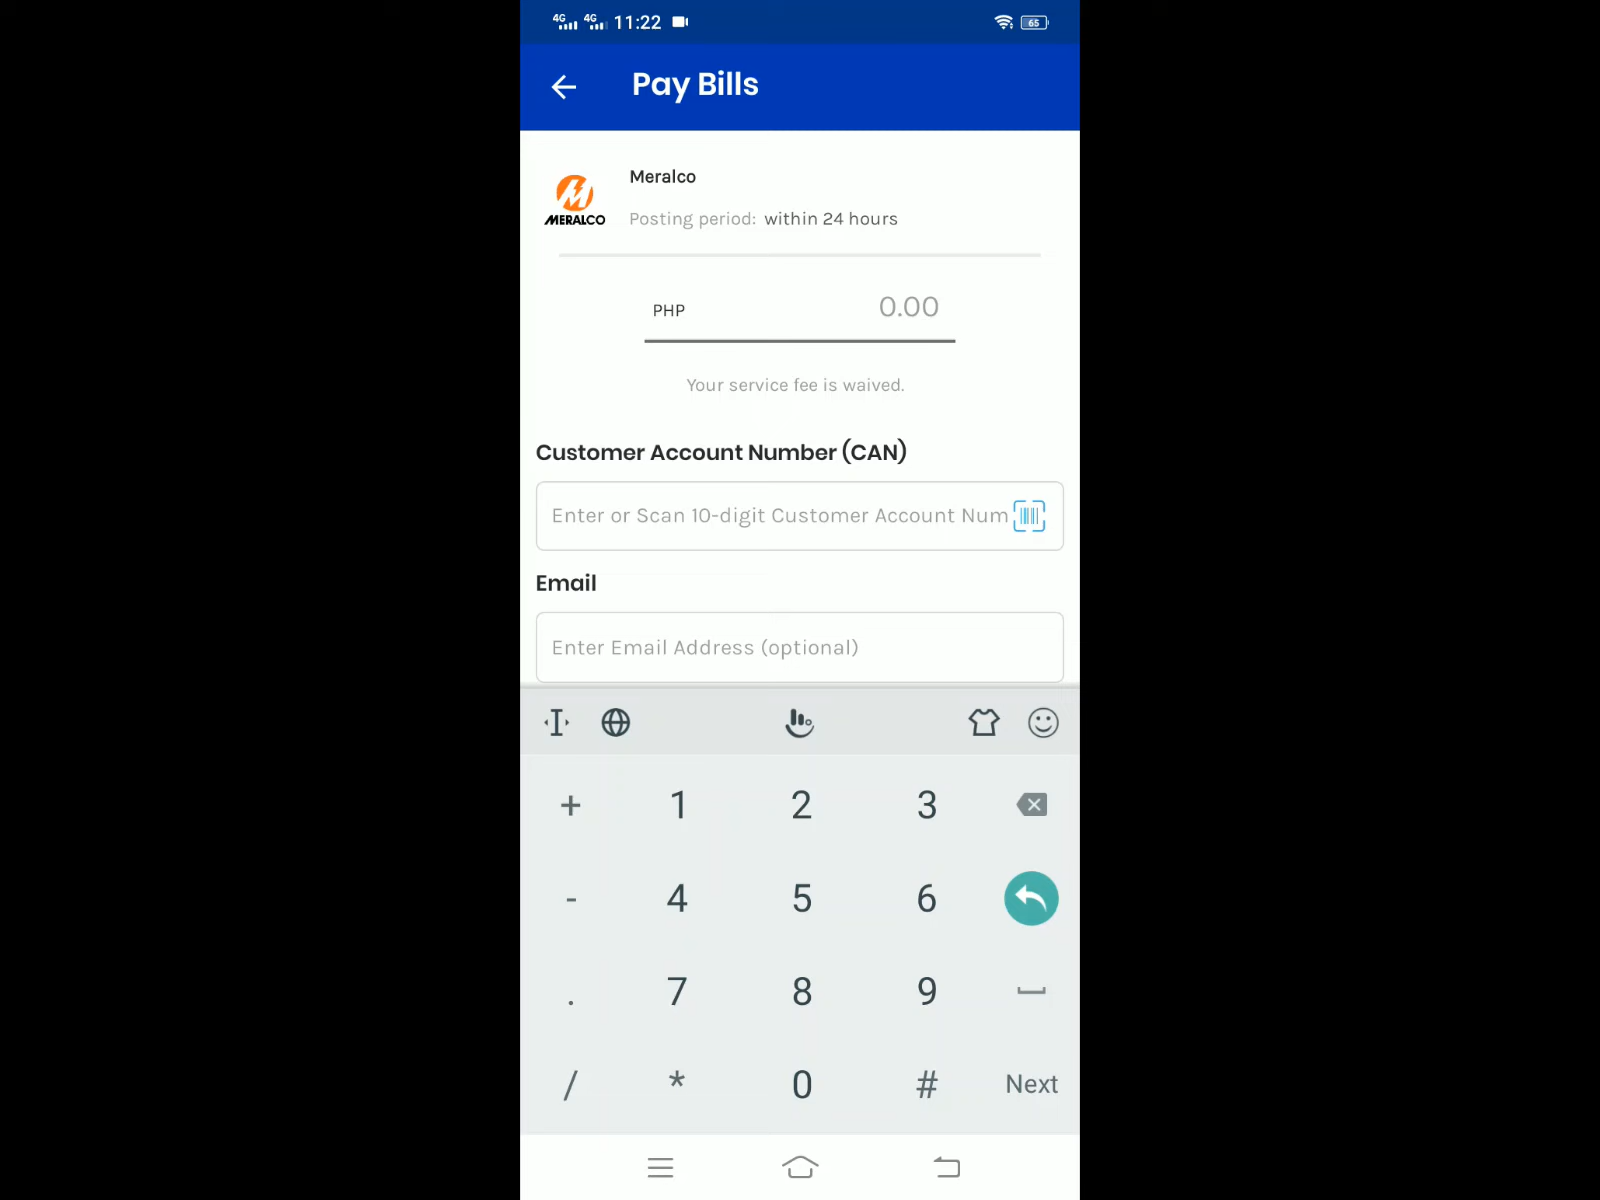 4G 4G 11:22 65
Pay Bills
Meralco
MERALCO
Posting period: within 24 hours
PHP 0.00
Your service fee is waived.
Customer Account Number (CAN)
Enter or Scan 10-digit Customer Account Num
Email
Enter Email Address (optional)
+ 1 2 3
- 4 5 6
. 7 8 9
/ * 0 # Next